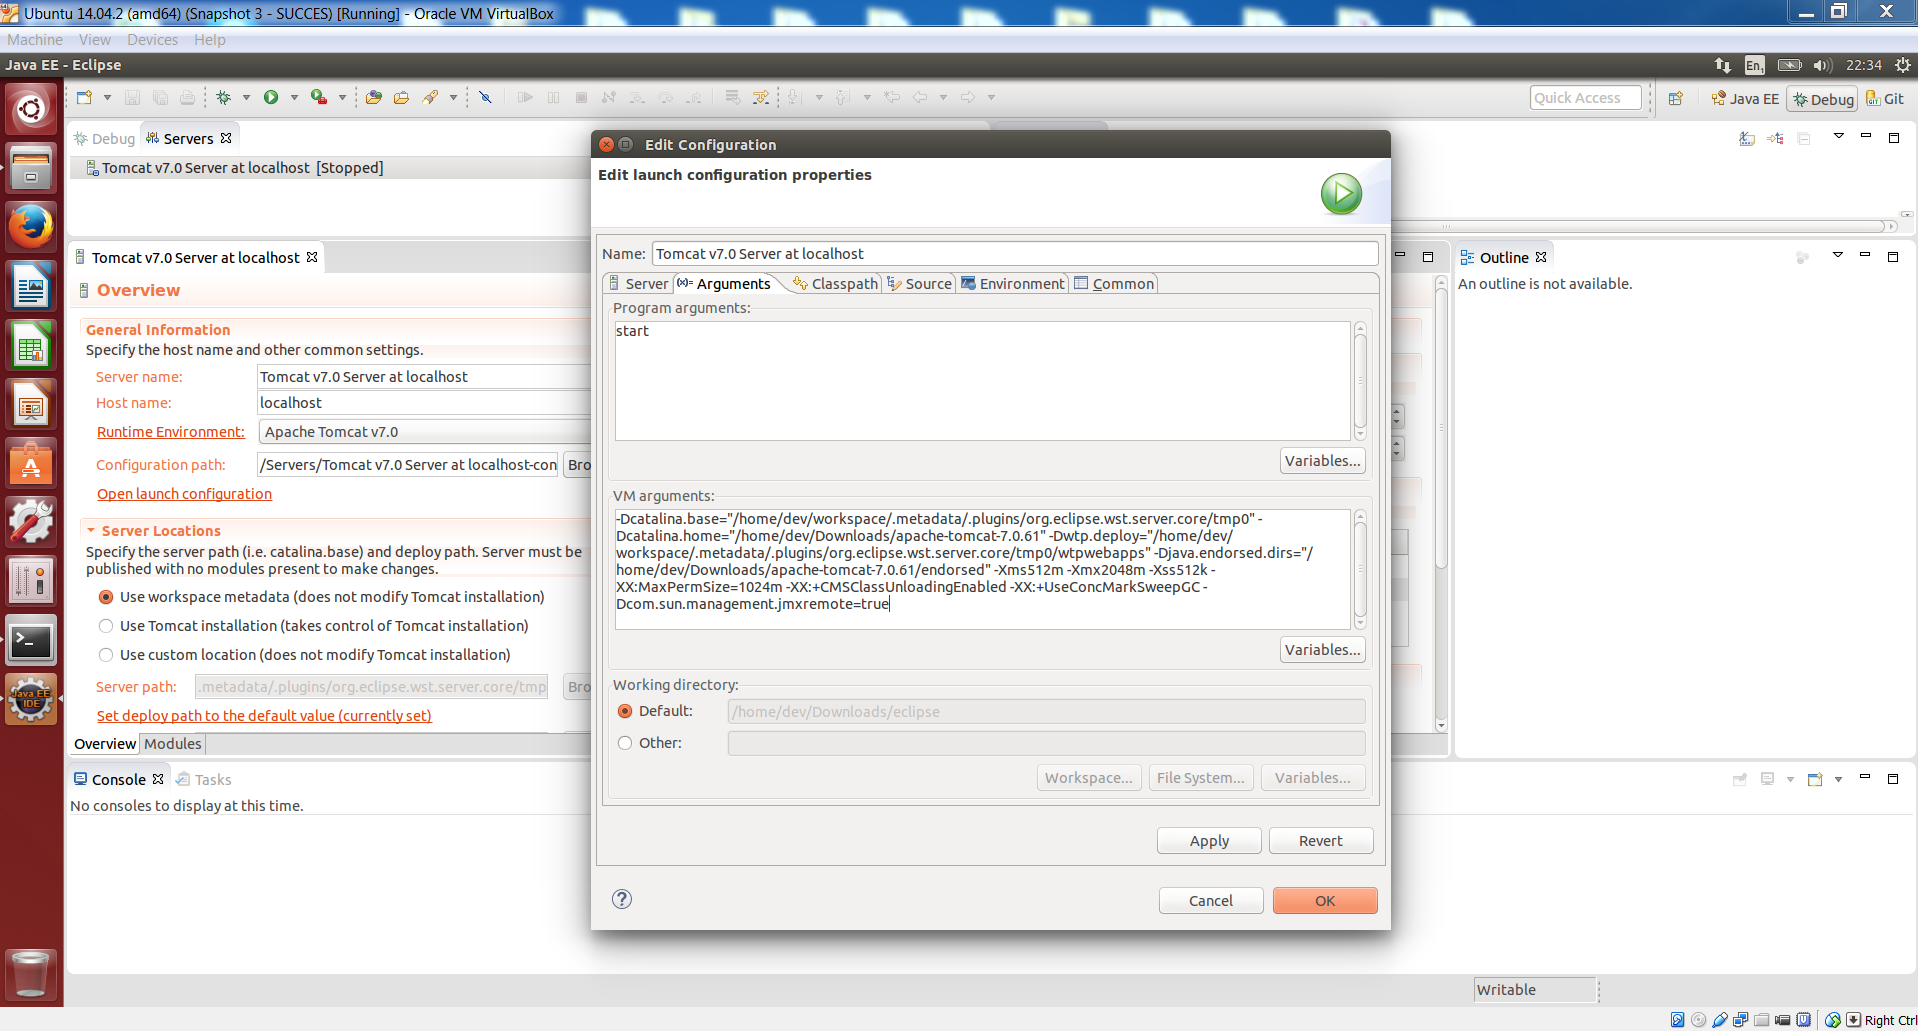 Ubuntu 14.04.2 (amd64) (Snapshot 3 - SUCCES) [Running] - Oracle VM VirtualBox
Machine View Devices Help
Java EE - Eclipse
En1
22:34
Quick Access
Java EE
Debug
Git
Debug
Servers
Tomcat v7.0 Server at localhost [Stopped]
Tomcat v7.0 Server at localhost
Overview
General Information
Specify the host name and other common settings.
Server name:
Tomcat v7.0 Server at localhost
Host name:
localhost
Runtime Environment:
Apache Tomcat v7.0
Configuration path:
/Servers/Tomcat v7.0 Server at localhost-con
Bro
Open launch configuration
Server Locations
Specify the server path (i.e. catalina.base) and deploy path. Server must be
published with no modules present to make changes.
Use workspace metadata (does not modify Tomcat installation)
Use Tomcat installation (takes control of Tomcat installation)
Use custom location (does not modify Tomcat installation)
Server path:
.metadata/.plugins/org.eclipse.wst.server.core/tmp
Bro
Set deploy path to the default value (currently set)
Overview
Modules
Console
Tasks
No consoles to display at this time.
Edit Configuration
Edit launch configuration properties
Name:
Tomcat v7.0 Server at localhost
Server
Arguments
Classpath
Source
Environment
Common
Program arguments:
start
Variables...
VM arguments:
-Dcatalina.base="/home/dev/workspace/.metadata/.plugins/org.eclipse.wst.server.core/tmp0" -
Dcatalina.home="/home/dev/Downloads/apache-tomcat-7.0.61" -Dwtp.deploy="/home/dev/
workspace/.metadata/.plugins/org.eclipse.wst.server.core/tmp0/wtpwebapps" -Djava.endorsed.dirs="/
home/dev/Downloads/apache-tomcat-7.0.61/endorsed" -Xms512m -Xmx2048m -Xss512k -
XX:MaxPermSize=1024m -XX:+CMSClassUnloadingEnabled -XX:+UseConcMarkSweepGC -
Dcom.sun.management.jmxremote=true
Variables...
Working directory:
Default:
/home/dev/Downloads/eclipse
Other:
Workspace...
File System...
Variables...
Apply
Revert
Cancel
OK
Outline
An outline is not available.
Java EE
IDE
Writable
Right Ctrl